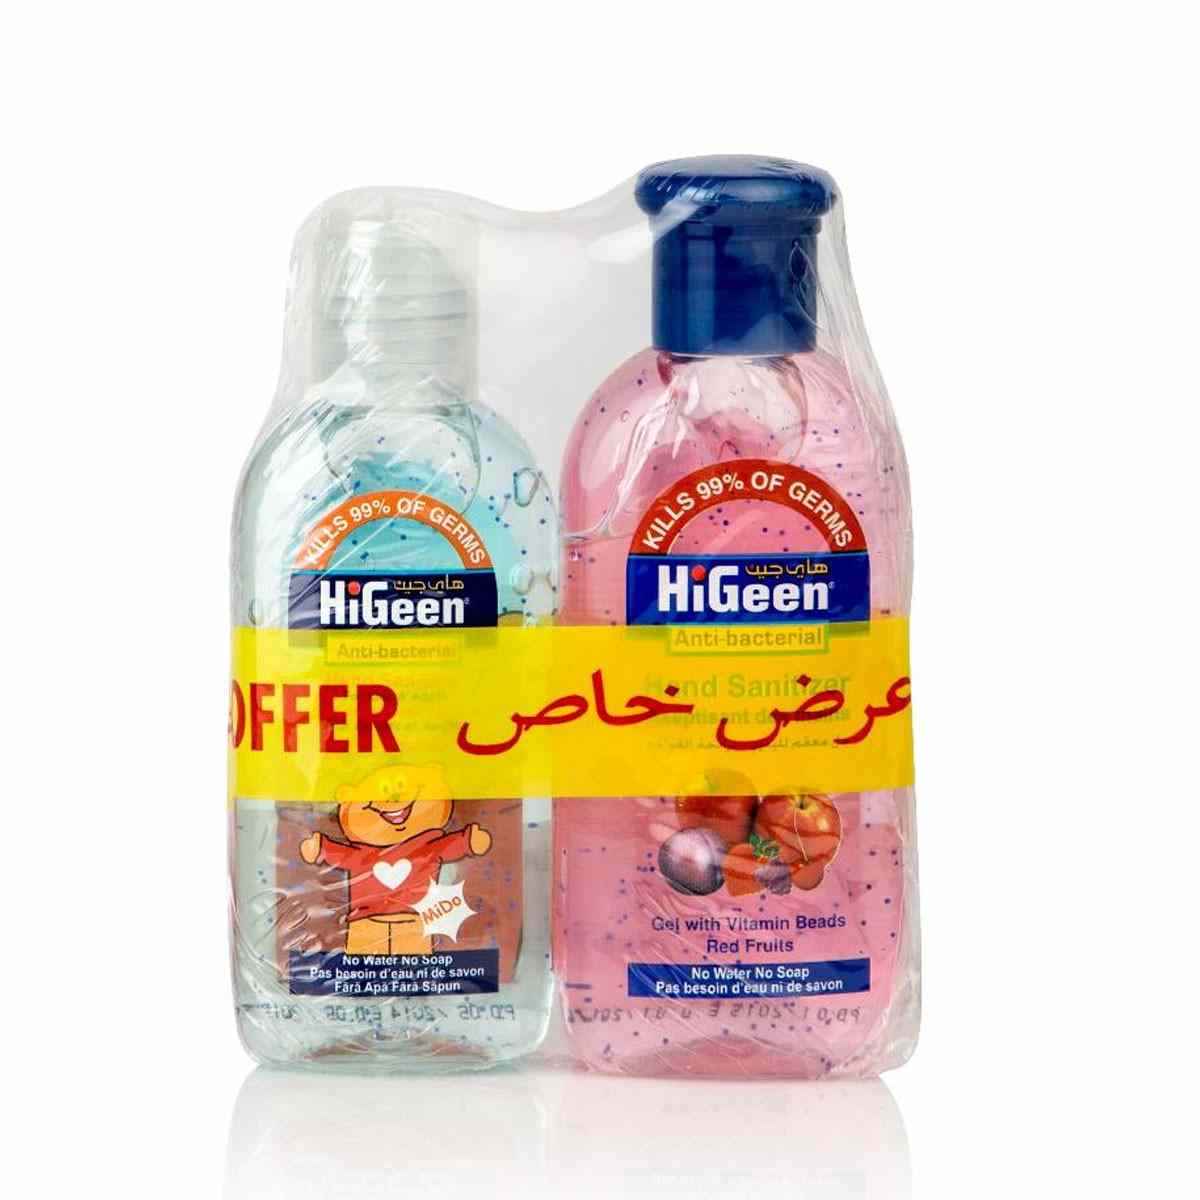 KILLS 99% OF GERMS
هاي جين
HiGeen
Anti-bacterial
OFFER
MiDo
No Water No Soap
Pas besoin d'eau ni de savon
Fără Apă Fără Săpun
KILLS 99% OF GERMS
هاي جين
HiGeen
Anti-bacterial
Hand Sanitizer
عرض خاص
Gel with Vitamin Beads
Red Fruits
No Water No Soap
Pas besoin d'eau ni de savon